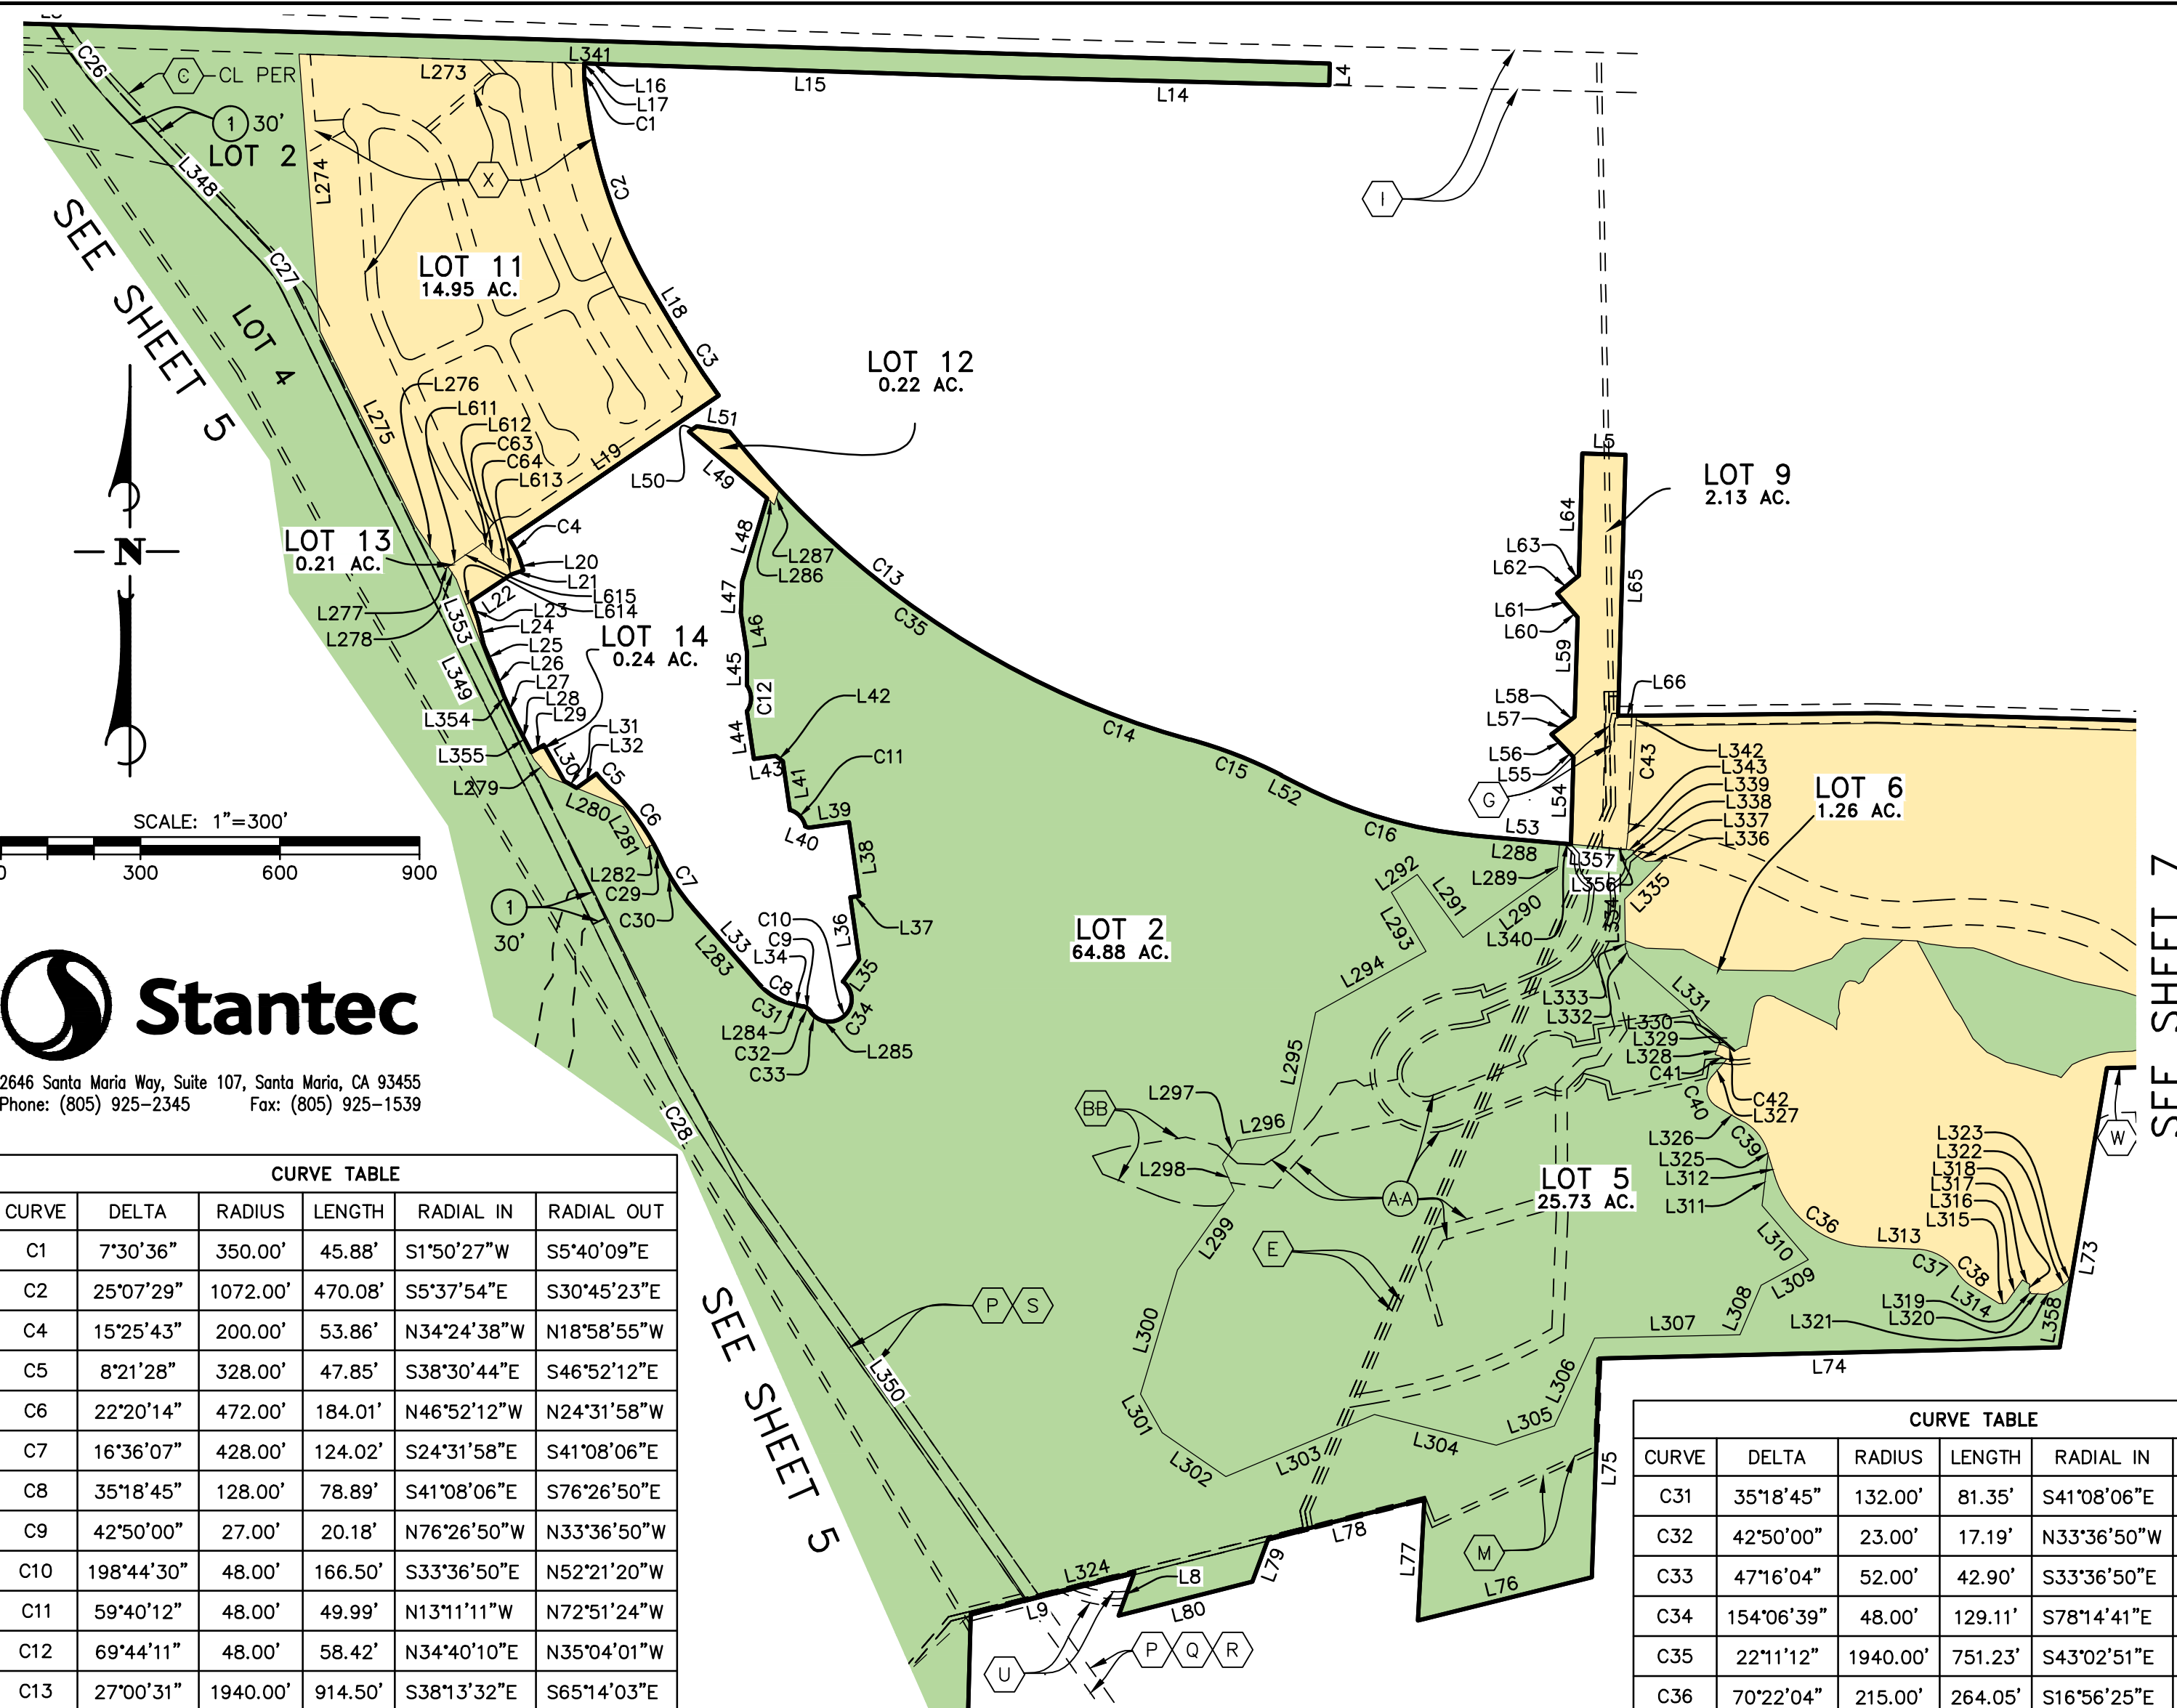 L341
L273
L16
L17
C1
L15
L14
L4
C26
C
CL PER
1
30'
LOT 2
L348
L274
X
C2
I
SEE SHEET 5
C27
LOT 4
LOT 11
14.95 AC.
L18
C3
LOT 12
0.22 AC.
L276
L611
L612
C63
C64
L613
L275
L19
L51
L50
L49
L5
LOT 9
2.13 AC.
N
LOT 13
0.21 AC.
C4
L20
L21
L615
L614
L22
L23
L24
L25
L26
L27
L28
L29
L277
L278
L353
L349
L354
L355
L279
LOT 14
0.24 AC.
L48
L47
L46
L45
C12
L44
L43
L42
L41
C11
L287
L286
C13
C35
C14
C15
L52
C16
L53
L64
L63
L62
L61
L60
L59
L58
L57
L56
L55
L54
L65
L66
G
C43
L342
L343
L339
L338
L337
L336
LOT 6
1.26 AC.
L31
L32
L30
C5
C6
L280
L281
L282
C29
C30
C7
L33
L283
C10
C9
L34
C8
C31
L284
C32
C33
L285
C34
L35
L36
L37
L38
L39
L40
SCALE: 1"=300'
0 300 600 900
1
30'
LOT 2
64.88 AC.
L288
L289
L290
L291
L292
L293
L294
L295
L296
L297
L298
L299
L300
L301
L302
L303
L304
L305
L306
L307
L308
L309
L310
L311
L312
L325
L326
L340
L357
L356
L334
L335
L333
L332
L331
L330
L329
L328
C41
C40
C42
L327
C39
C36
L313
C37
C38
L314
L323
L322
L318
L317
L316
L315
L319
L320
L321
L358
L73
L74
W
SEE SHEET 7
Stantec
2646 Santa Maria Way, Suite 107, Santa Maria, CA 93455
Phone: (805) 925-2345 Fax: (805) 925-1539
C28
BB
AA
E
LOT 5
25.73 AC.
P S
L350
SEE SHEET 5
L324
L8
L9
L80
L79
L78
L77
L76
L75
M
U
P Q R
CURVE TABLE
CURVE DELTA RADIUS LENGTH RADIAL IN RADIAL OUT
C1 7°30'36" 350.00' 45.88' S1°50'27"W S5°40'09"E
C2 25°07'29" 1072.00' 470.08' S5°37'54"E S30°45'23"E
C4 15°25'43" 200.00' 53.86' N34°24'38"W N18°58'55"W
C5 8°21'28" 328.00' 47.85' S38°30'44"E S46°52'12"E
C6 22°20'14" 472.00' 184.01' N46°52'12"W N24°31'58"W
C7 16°36'07" 428.00' 124.02' S24°31'58"E S41°08'06"E
C8 35°18'45" 128.00' 78.89' S41°08'06"E S76°26'50"E
C9 42°50'00" 27.00' 20.18' N76°26'50"W N33°36'50"W
C10 198°44'30" 48.00' 166.50' S33°36'50"E N52°21'20"W
C11 59°40'12" 48.00' 49.99' N13°11'11"W N72°51'24"W
C12 69°44'11" 48.00' 58.42' N34°40'10"E N35°04'01"W
C13 27°00'31" 1940.00' 914.50' S38°13'32"E S65°14'03"E
CURVE TABLE
CURVE DELTA RADIUS LENGTH RADIAL IN
C31 35°18'45" 132.00' 81.35' S41°08'06"E
C32 42°50'00" 23.00' 17.19' N33°36'50"W
C33 47°16'04" 52.00' 42.90' S33°36'50"E
C34 154°06'39" 48.00' 129.11' S78°14'41"E
C35 22°11'12" 1940.00' 751.23' S43°02'51"E
C36 70°22'04" 215.00' 264.05' S16°56'25"E